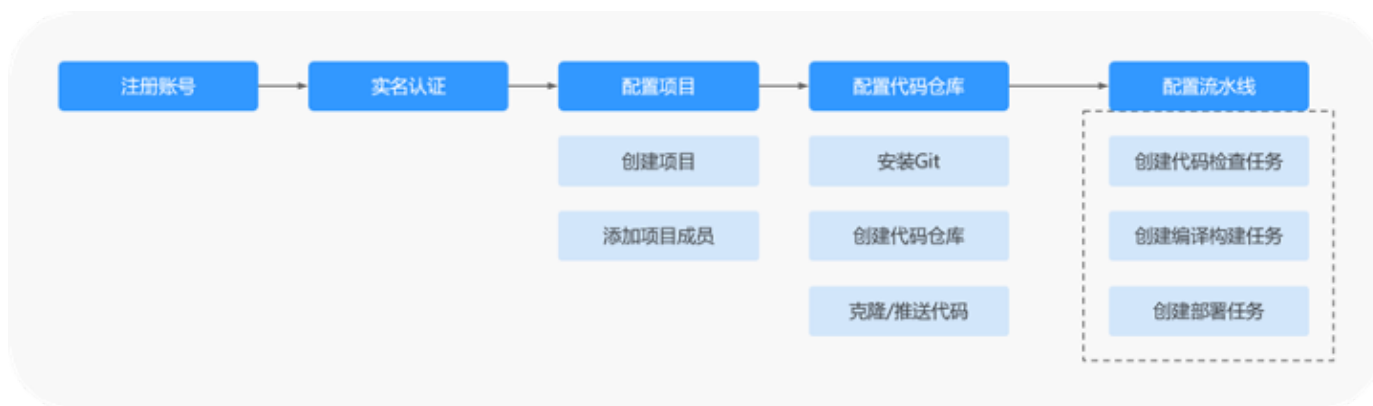 注册账号
实名认证
配置项目
配置代码仓库
配置流水线
创建项目
安装Git
创建代码检查任务
添加项目成员
创建代码仓库
创建编译构建任务
克隆/推送代码
创建部署任务